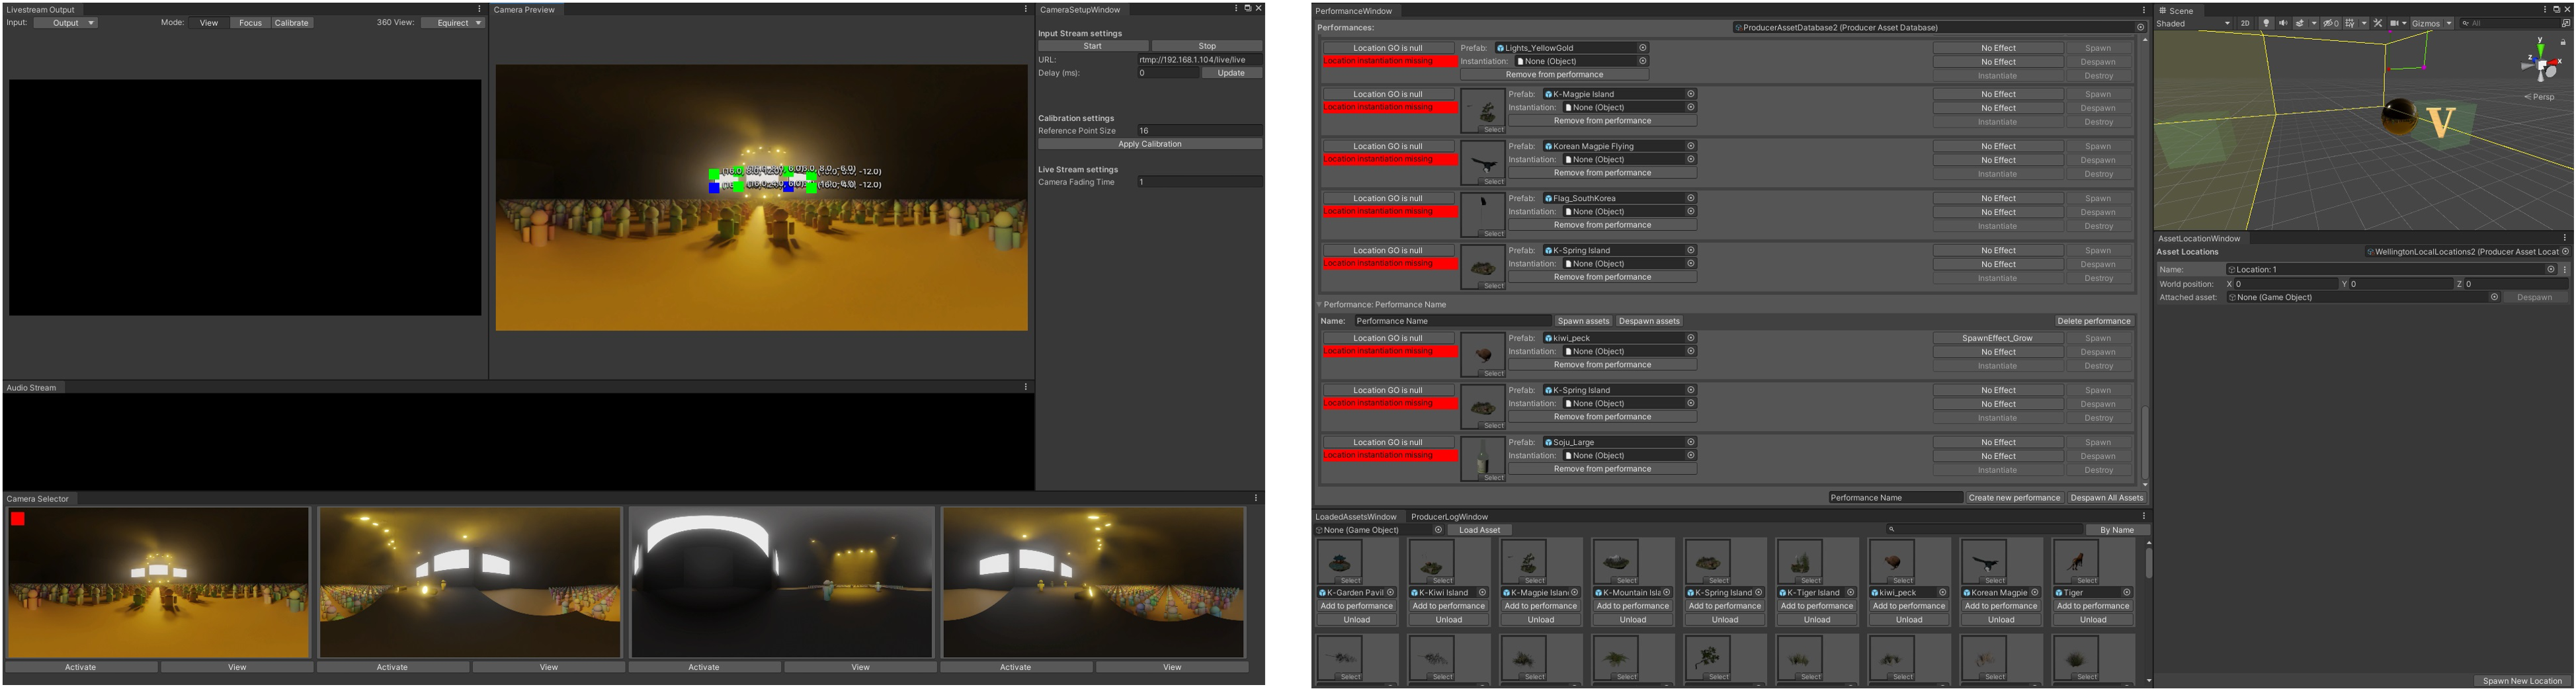 Livestream Output
Input: Output Mode: View Focus Calibrate 360 View: Equirect
Camera Preview
CameraSetupWindow
Input Stream settings
Start Stop
URL: rtmp://192.168.1.104/live/live
Delay (ms): 0 Update
Calibration settings
Reference Point Size 16
Apply Calibration
Live Stream settings
Camera Fading Time 1
Audio Stream
Camera Selector
Activate View Activate View Activate View Activate View
PerformanceWindow
Performances: ProducerAssetDatabase2 (Producer Asset Database)
Location GO is null Prefab: Lights_YellowGold No Effect Spawn
Location instantiation missing Instantiation: None (Object) No Effect Despawn
Remove from performance Instantiate Destroy
Location GO is null Prefab: K-Magpie Island No Effect Spawn
Location instantiation missing Instantiation: None (Object) No Effect Despawn
Remove from performance Instantiate Destroy
Select
Location GO is null Prefab: Korean Magpie Flying No Effect Spawn
Location instantiation missing Instantiation: None (Object) No Effect Despawn
Remove from performance Instantiate Destroy
Select
Location GO is null Prefab: Flag_SouthKorea No Effect Spawn
Location instantiation missing Instantiation: None (Object) No Effect Despawn
Remove from performance Instantiate Destroy
Select
Location GO is null Prefab: K-Spring Island No Effect Spawn
Location instantiation missing Instantiation: None (Object) No Effect Despawn
Remove from performance Instantiate Destroy
Select
Performance: Performance Name
Name: Performance Name Spawn assets Despawn assets Delete performance
Location GO is null Prefab: kiwi_peck SpawnEffect_Grow Spawn
Location instantiation missing Instantiation: None (Object) No Effect Despawn
Remove from performance Instantiate Destroy
Select
Location GO is null Prefab: K-Spring Island No Effect Spawn
Location instantiation missing Instantiation: None (Object) No Effect Despawn
Remove from performance Instantiate Destroy
Select
Location GO is null Prefab: Soju_Large No Effect Spawn
Location instantiation missing Instantiation: None (Object) No Effect Despawn
Remove from performance Instantiate Destroy
Select
Performance Name Create new performance Despawn All Assets
LoadedAssetsWindow ProducerLogWindow
None (Game Object) Load Asset By Name
Select Select Select Select Select Select Select Select Select
K-Garden Pavil K-Kiwi Island K-Magpie Islan K-Mountain Isla K-Spring Island K-Tiger Island kiwi_peck Korean Magpie Tiger
Add to performance Add to performance Add to performance Add to performance Add to performance Add to performance Add to performance Add to performance Add to performance
Unload Unload Unload Unload Unload Unload Unload Unload Unload
Select Select Select Select Select Select Select Select Select
Scene
Shaded 2D 0 Gizmos All
y
z x
Persp
V
AssetLocationWindow
Asset Locations WellingtonLocalLocations2 (Producer Asset Locat
Name: Location: 1
World position: X 0 Y 0 Z 0
Attached asset: None (Game Object) Despawn
Spawn New Location